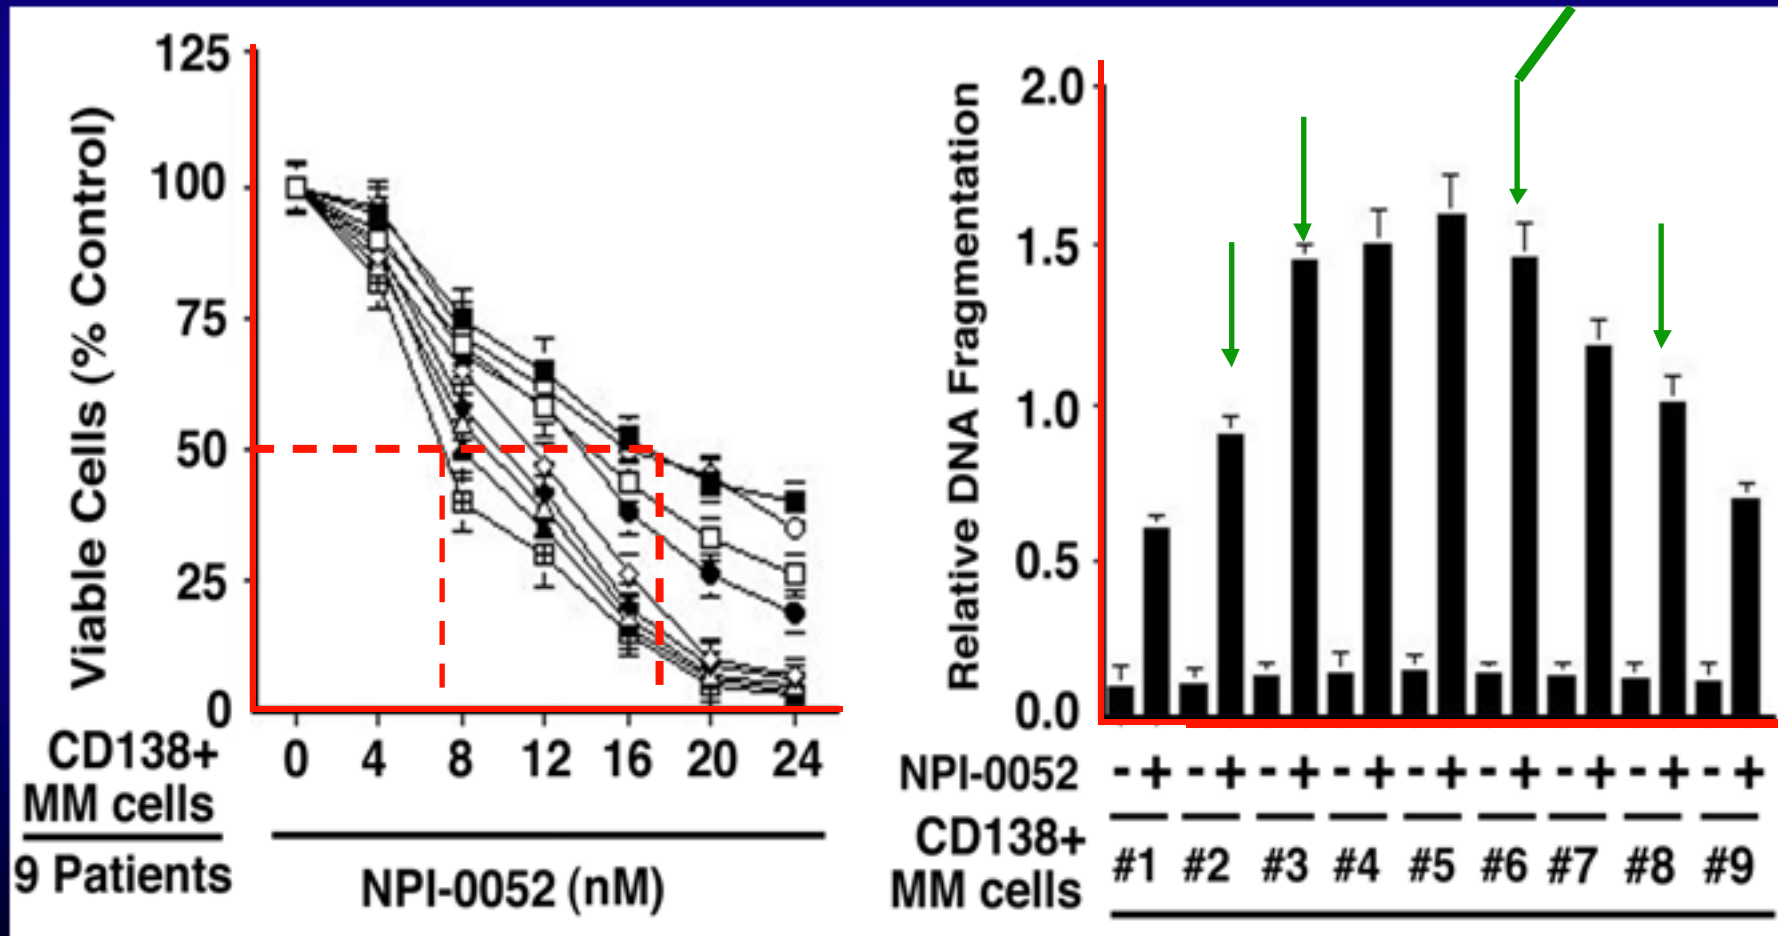 Viable Cells (% Control)
125
100
75
50
25
0
0 4 8 12 16 20 24
CD138+
MM cells
9 Patients
NPI-0052 (nM)
Relative DNA Fragmentation
2.0
1.5
1.0
0.5
0.0
NPI-0052 - + - + - + - + - + - + - + - + - +
CD138+
MM cells
#1 #2 #3 #4 #5 #6 #7 #8 #9